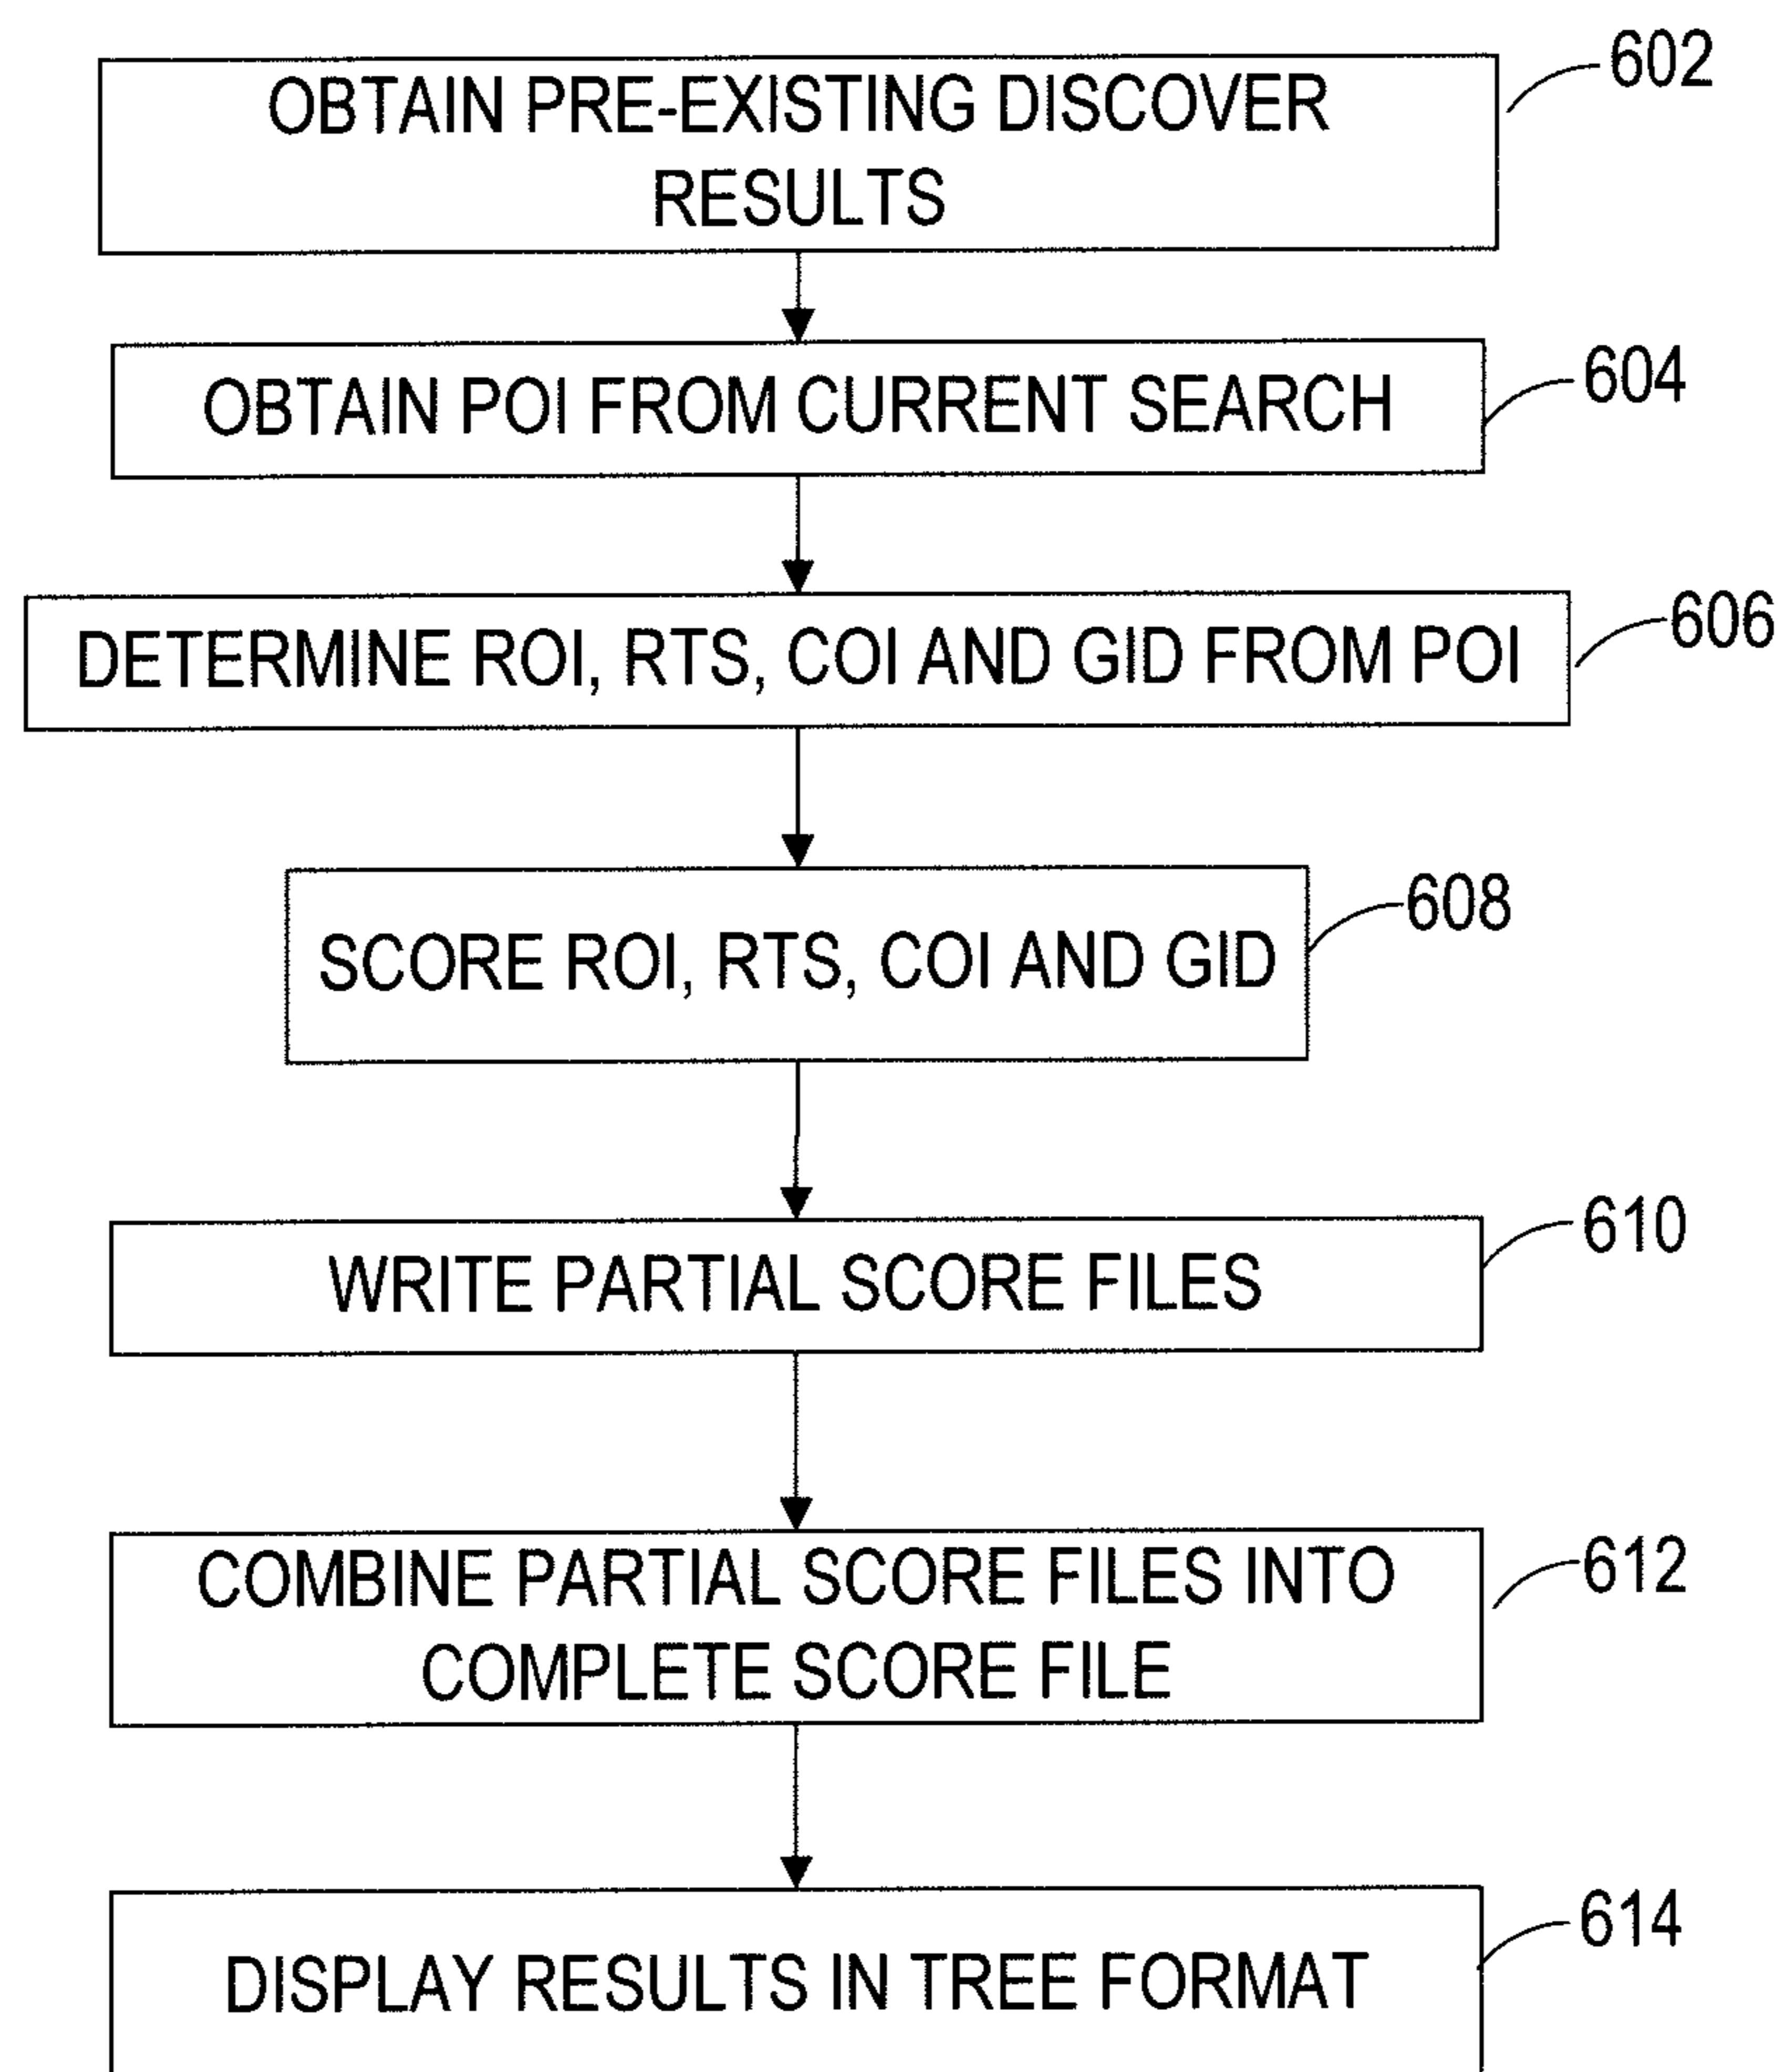 602
OBTAIN PRE-EXISTING DISCOVER
RESULTS
604
OBTAIN POI FROM CURRENT SEARCH
606
DETERMINE ROI, RTS, COI AND GID FROM POI
608
SCORE ROI, RTS, COI AND GID
610
WRITE PARTIAL SCORE FILES
612
COMBINE PARTIAL SCORE FILES INTO
COMPLETE SCORE FILE
614
DISPLAY RESULTS IN TREE FORMAT